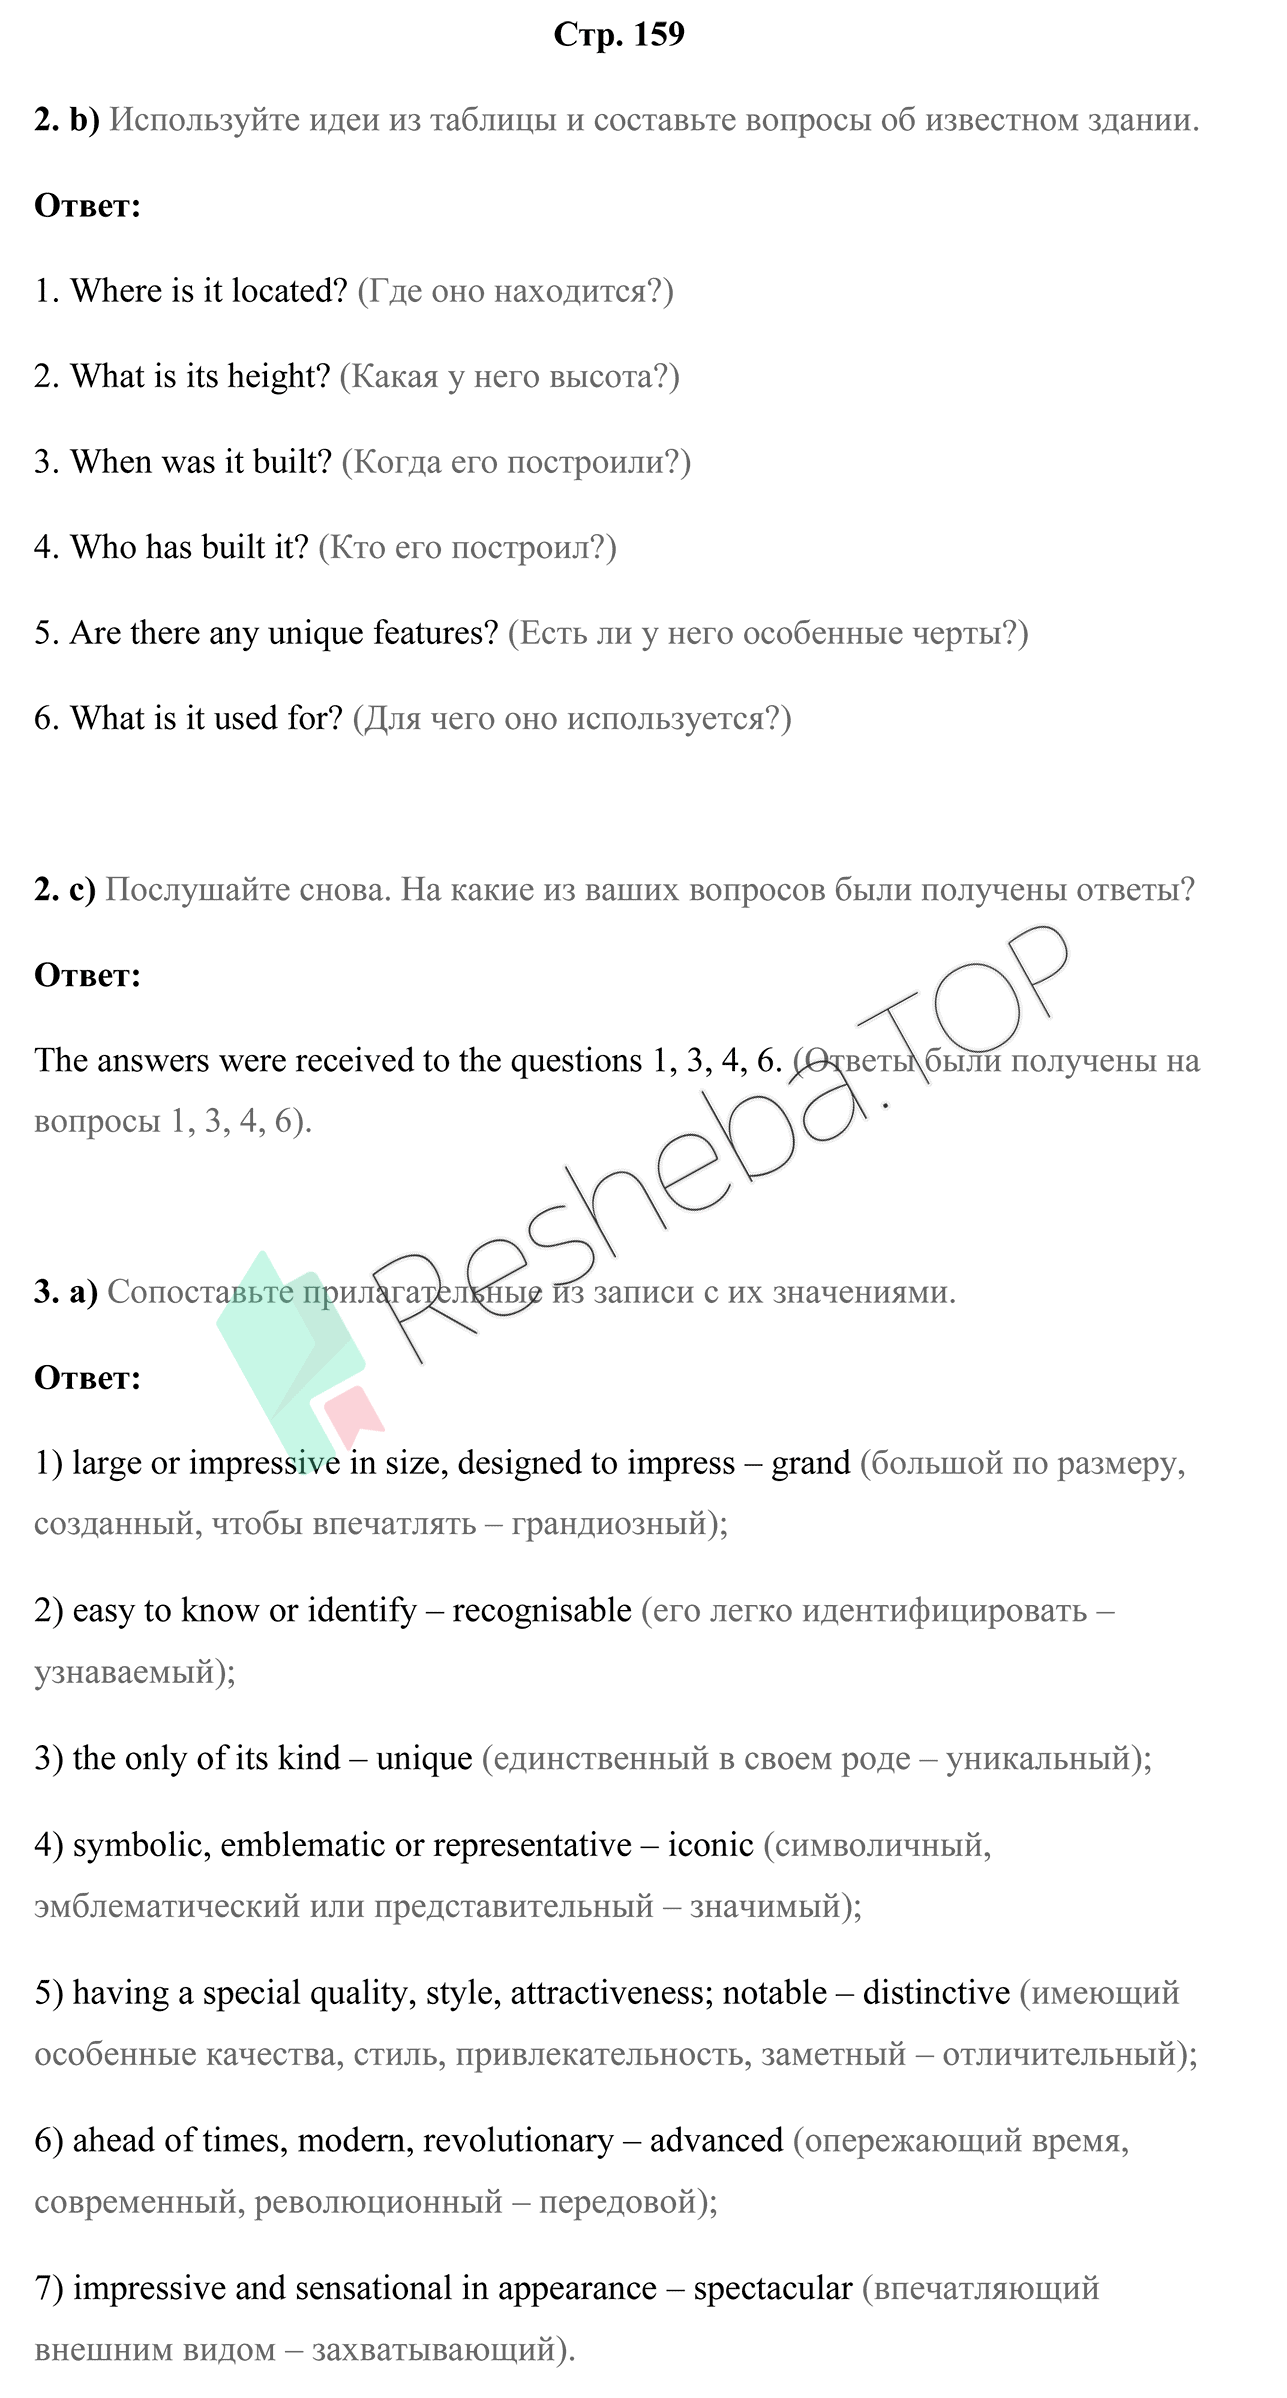 Стр. 159
2. b) Используйте идеи из таблицы и составьте вопросы об известном здании.
Ответ:
1. Where is it located? (Где оно находится?)
2. What is its height? (Какая у него высота?)
3. When was it built? (Когда его построили?)
4. Who has built it? (Кто его построил?)
5. Are there any unique features? (Есть ли у него особенные черты?)
6. What is it used for? (Для чего оно используется?)
2. c) Послушайте снова. На какие из ваших вопросов были получены ответы?
Ответ:
The answers were received to the questions 1, 3, 4, 6. (Ответы были получены на
вопросы 1, 3, 4, 6).
Resheba.TOP
3. a) Сопоставьте прилагательные из записи с их значениями.
Ответ:
1) large or impressive in size, designed to impress – grand (большой по размеру,
созданный, чтобы впечатлять – грандиозный);
2) easy to know or identify – recognisable (его легко идентифицировать –
узнаваемый);
3) the only of its kind – unique (единственный в своем роде – уникальный);
4) symbolic, emblematic or representative – iconic (символичный,
эмблематический или представительный – значимый);
5) having a special quality, style, attractiveness; notable – distinctive (имеющий
особенные качества, стиль, привлекательность, заметный – отличительный);
6) ahead of times, modern, revolutionary – advanced (опережающий время,
современный, революционный – передовой);
7) impressive and sensational in appearance – spectacular (впечатляющий
внешним видом – захватывающий).